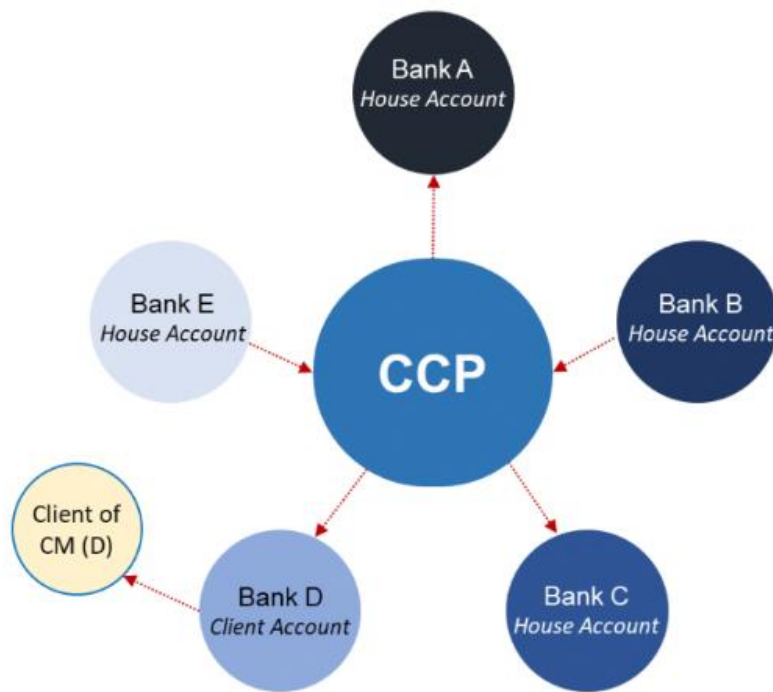 Bank A
House Account
Bank E
House Account
Bank B
House Account
CCP
Client of
CM (D)
Bank D
Client Account
Bank C
House Account